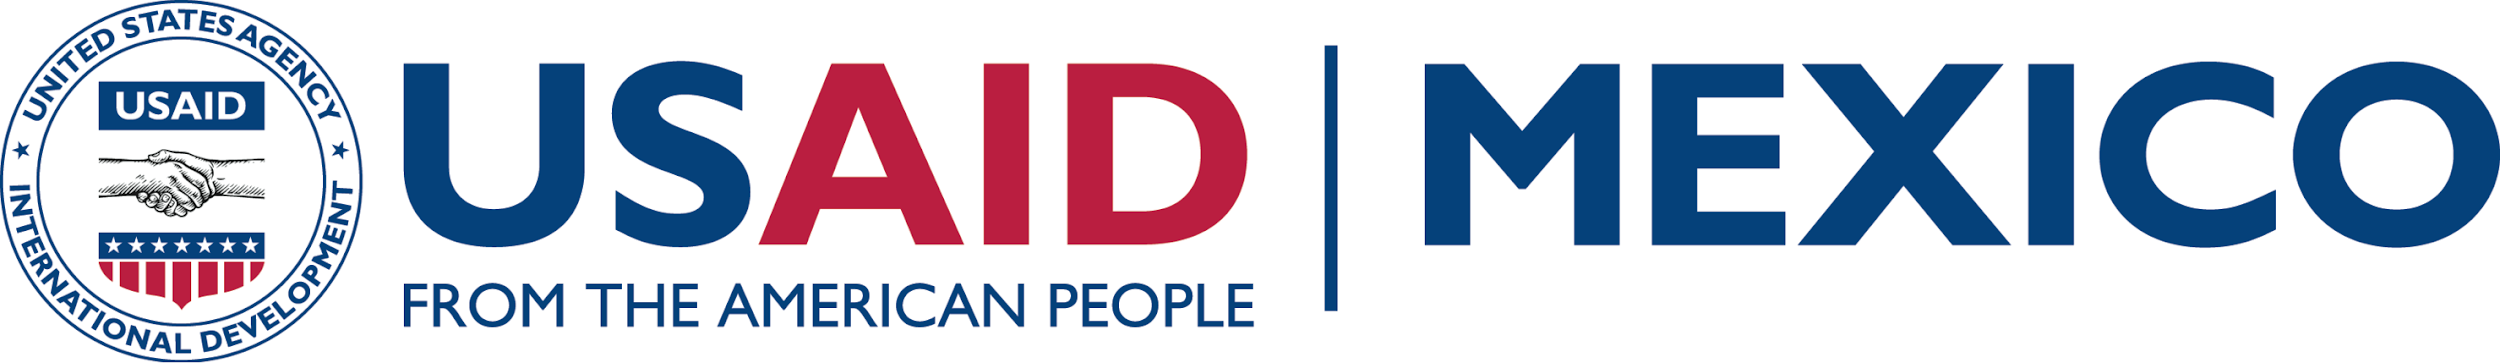 UNITED STATES AGENCY
USAID
INTERNATIONAL DEVELOPMENT
USAID
FROM THE AMERICAN PEOPLE
MEXICO